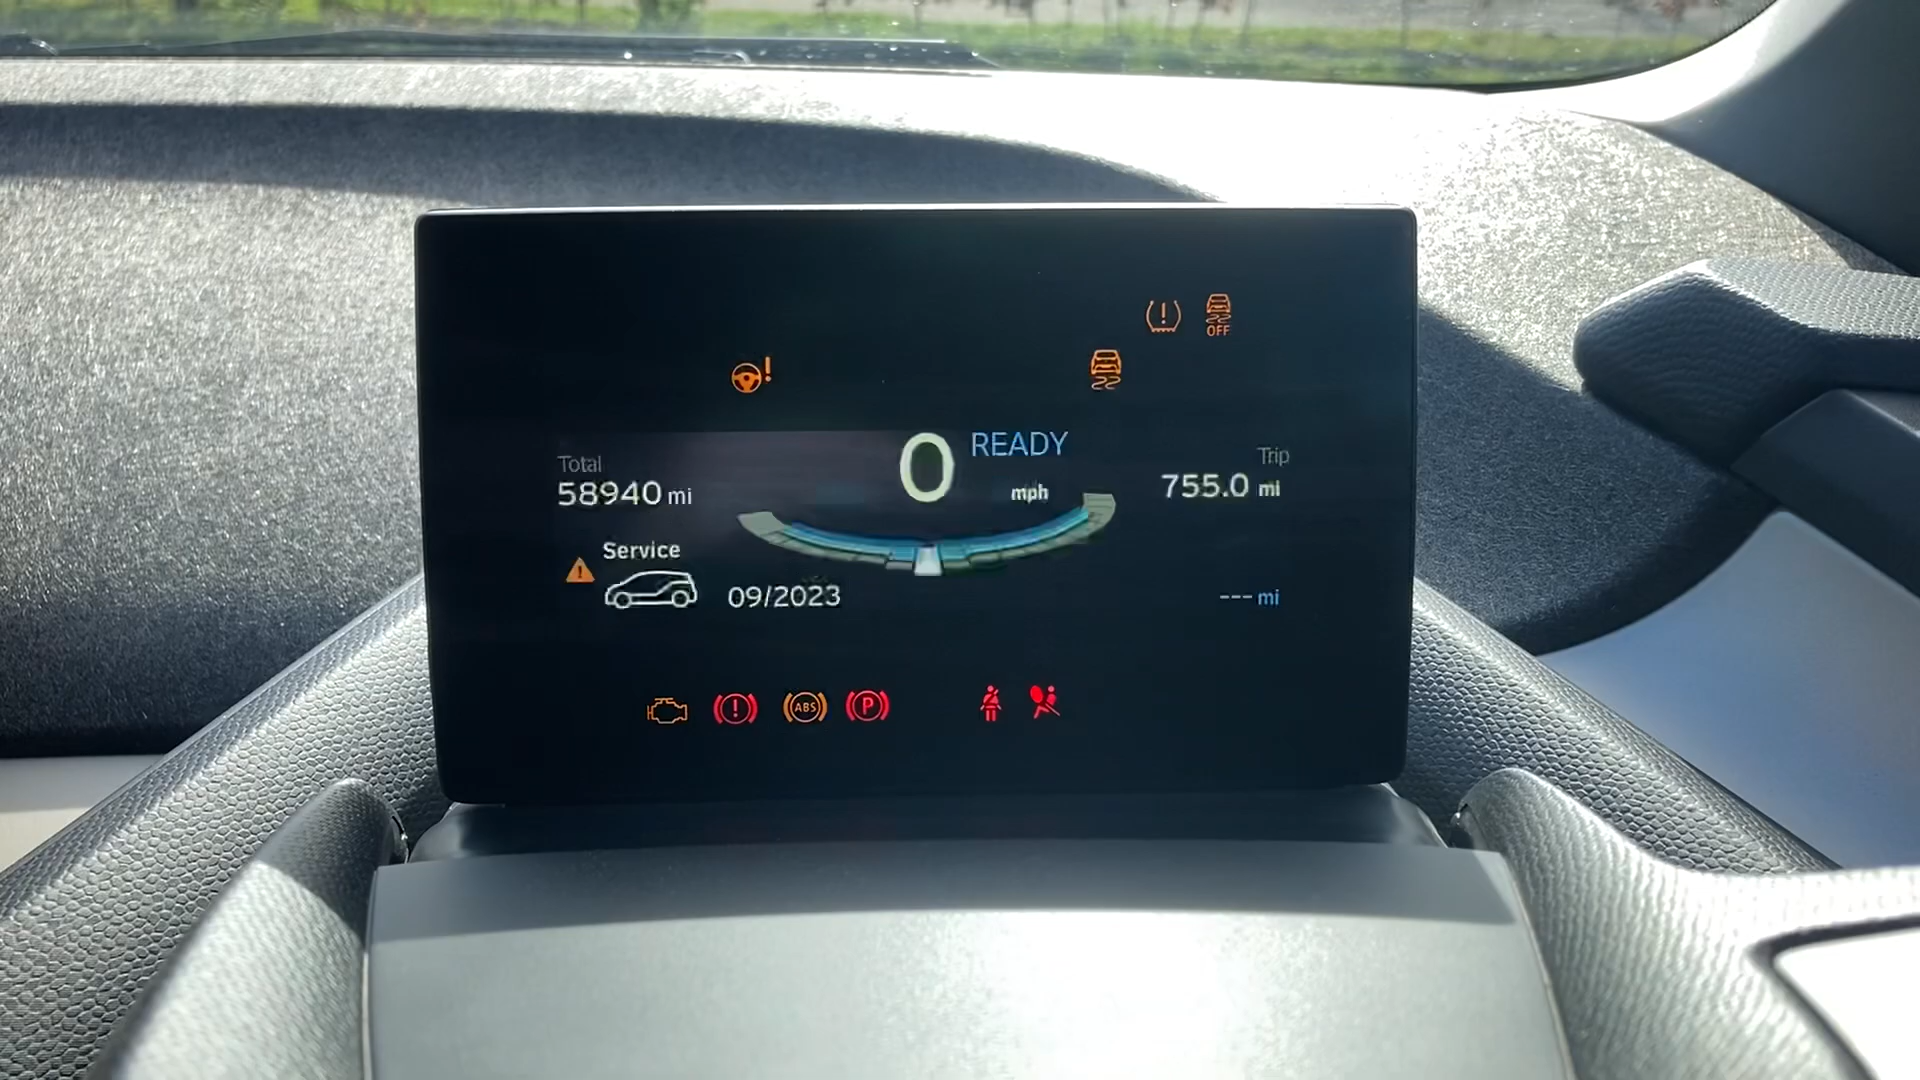 OFF
READY
0
mph
Total
58940 mi
Trip
755.0 mi
Service
09/2023
--- mi
ABS
P